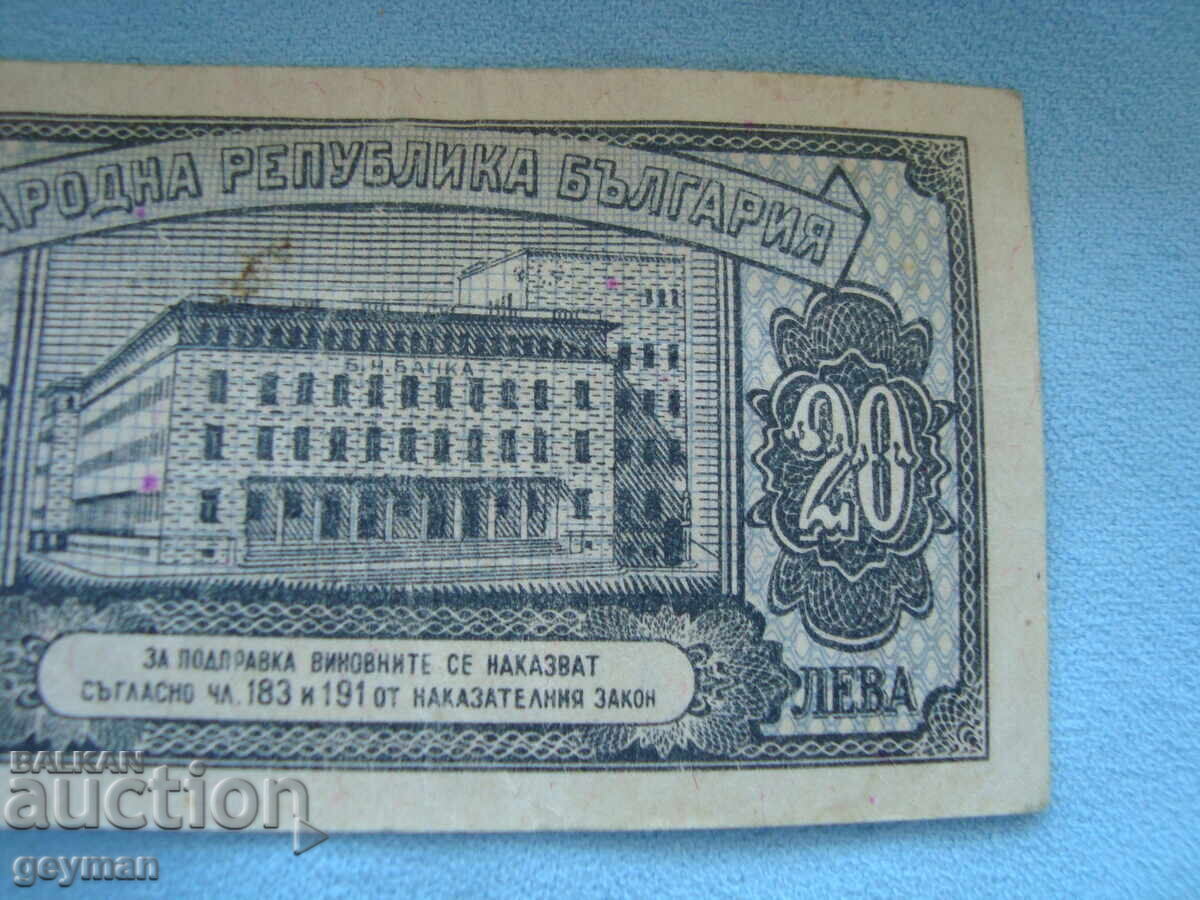 АРОДНА РЕПУБЛИКА БЪЛГАРИЯ
Б.Н.БАНКА
20
ЛЕВА
ЗА ПОДПРАВКА ВИНОВНИТЕ СЕ НАКАЗВАТ
СЪГЛАСНО ЧЛ. 183 И 191 ОТ НАКАЗАТЕЛНИЯ ЗАКОН
BALKAN
auction
geyman